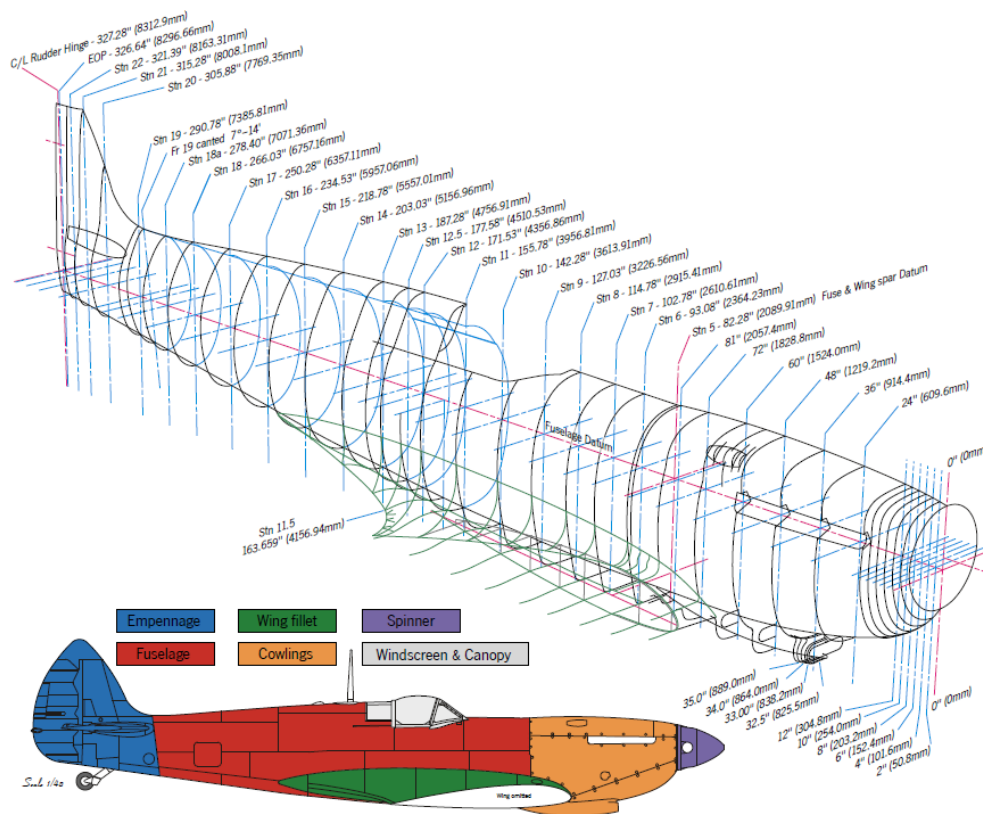 C/L Rudder Hinge - 327.28" (8312.9mm)
EOP - 326.64" (8296.66mm)
Stn 22 - 321.39" (8163.31mm)
Stn 21 - 315.28" (8008.1mm)
Stn 20 - 305.88" (7769.35mm)
Stn 19 - 290.78" (7385.81mm)
Fr 19 canted 7°-14'
Stn 18a - 278.40" (7071.36mm)
Stn 18 - 266.03" (6757.16mm)
Stn 17 - 250.28" (6357.11mm)
Stn 16 - 234.53" (5957.06mm)
Stn 15 - 218.78" (5557.01mm)
Stn 14 - 203.03" (5156.96mm)
Stn 13 - 187.28" (4756.91mm)
Stn 12.5 - 177.58" (4510.53mm)
Stn 12 - 171.53" (4356.86mm)
Stn 11 - 155.78" (3956.81mm)
Stn 10 - 142.28" (3613.91mm)
Stn 9 - 127.03" (3226.56mm)
Stn 8 - 114.78" (2915.41mm)
Stn 7 - 102.78" (2610.61mm)
Stn 6 - 93.08" (2364.23mm)
Stn 5 - 82.28" (2089.91mm) Fuse & Wing spar Datum
81" (2057.4mm)
72" (1828.8mm)
60" (1524.0mm)
48" (1219.2mm)
36" (914.4mm)
24" (609.6mm)
0" (0mm
Fuselage Datum
Stn 11.5
163.659" (4156.94mm)
35.0" (889.0mm)
34.0" (864.0mm)
33.00" (838.2mm)
32.5" (825.5mm)
12" (304.8mm)
10" (254.0mm)
8" (203.2mm)
6" (152.4mm)
4" (101.6mm)
2" (50.8mm)
0" (0mm)
Empennage
Wing fillet
Spinner
Fuselage
Cowlings
Windscreen & Canopy
Scale 1/48
Wing omitted